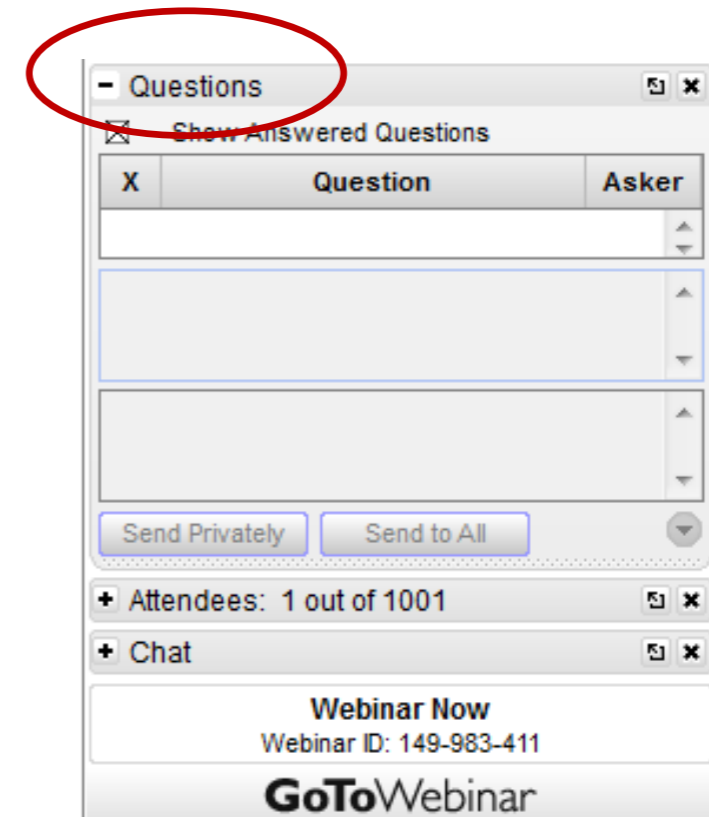 Questions
Show Answered Questions
X Question Asker
Send Privately Send to All
Attendees: 1 out of 1001
Chat
Webinar Now
Webinar ID: 149-983-411
GoToWebinar